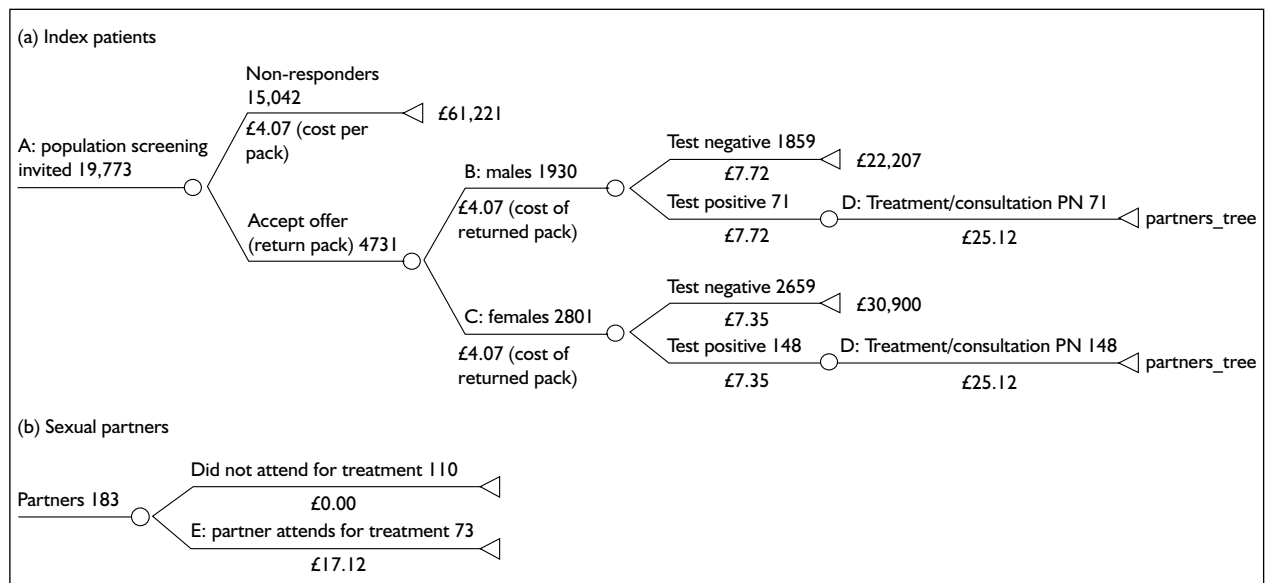 (a) Index patients
Non-responders
15,042
£4.07 (cost per
pack)
£61,221
A: population screening
invited 19,773
Accept offer
(return pack) 4731
B: males 1930
£4.07 (cost of
returned pack)
Test negative 1859
£7.72
£22,207
Test positive 71
£7.72
D: Treatment/consultation PN 71
£25.12
partners_tree
C: females 2801
£4.07 (cost of
returned pack)
Test negative 2659
£7.35
£30,900
Test positive 148
£7.35
D: Treatment/consultation PN 148
£25.12
partners_tree
(b) Sexual partners
Partners 183
Did not attend for treatment 110
£0.00
E: partner attends for treatment 73
£17.12